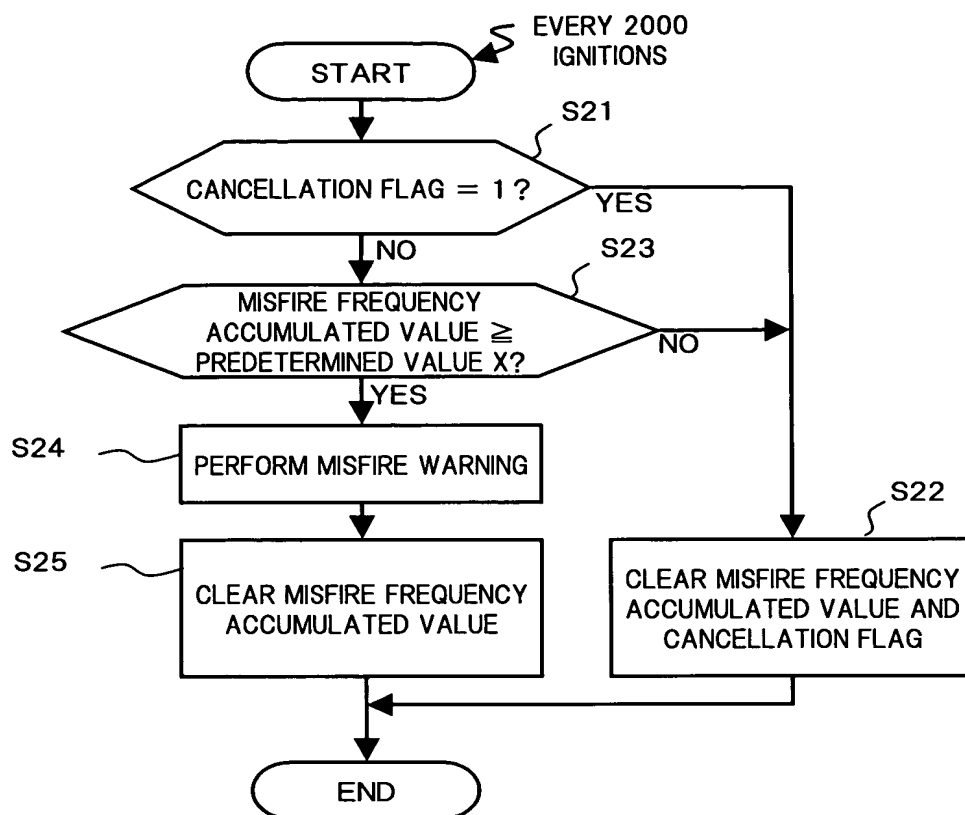 EVERY 2000
IGNITIONS
START
S21
CANCELLATION FLAG = 1 ?
YES
NO
S23
MISFIRE FREQUENCY
ACCUMULATED VALUE ≧
PREDETERMINED VALUE X?
NO
YES
S24
PERFORM MISFIRE WARNING
S22
S25
CLEAR MISFIRE FREQUENCY
ACCUMULATED VALUE
CLEAR MISFIRE FREQUENCY
ACCUMULATED VALUE AND
CANCELLATION FLAG
END